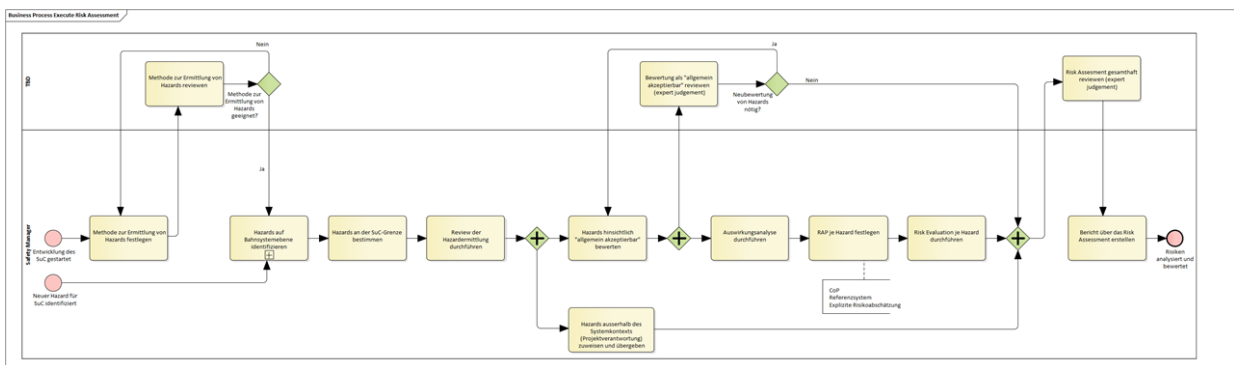 Business Process Execute Risk Assessment
TBD
Nein
Methode zur Ermittlung von
Hazards reviewen
Methode zur
Ermittlung von
Hazards
geeignet?
Ja
Ja
Bewertung als "allgemein
akzeptierbar" reviewen
(expert judgement)
Neubewertung
von Hazards
nötig?
Nein
Risk Assesment gesamthaft
reviewen (expert
judgement)
Safety Manager
Entwicklung des
SuC gestartet
Methode zur Ermittlung von
Hazards festlegen
Neuer Hazard für
SuC identifiziert
Hazards auf
Bahnsystemebene
identifizieren
Hazards an der SuC-Grenze
bestimmen
Review der
Hazardermittlung
durchführen
Hazards hinsichtlich
"allgemein akzeptierbar"
bewerten
Hazards ausserhalb des
Systemkontexts
(Projektverantwortung)
zuweisen und übergeben
Auswirkungsanalyse
durchführen
RAP je Hazard festlegen
CoP
Referenzsystem
Explizite Risikoabschätzung
Risk Evaluation je Hazard
durchführen
Bericht über das Risk
Assessment erstellen
Risiken
analysiert und
bewertet